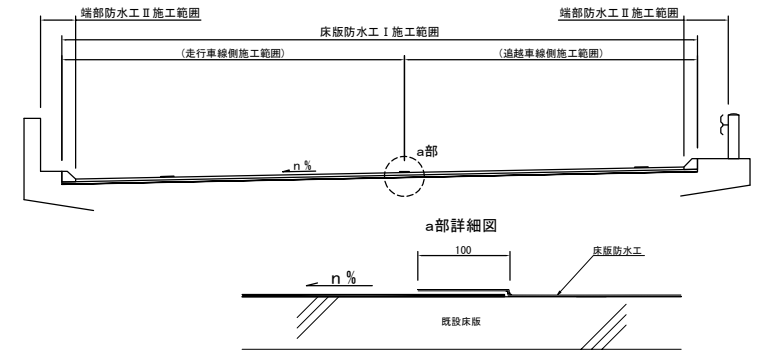 端部防水工Ⅱ施工範囲
端部防水工Ⅱ施工範囲
床版防水工Ⅰ施工範囲
(走行車線側施工範囲)
(追越車線側施工範囲)
a部
n%
a部詳細図
100
床版防水工
n%
既設床版